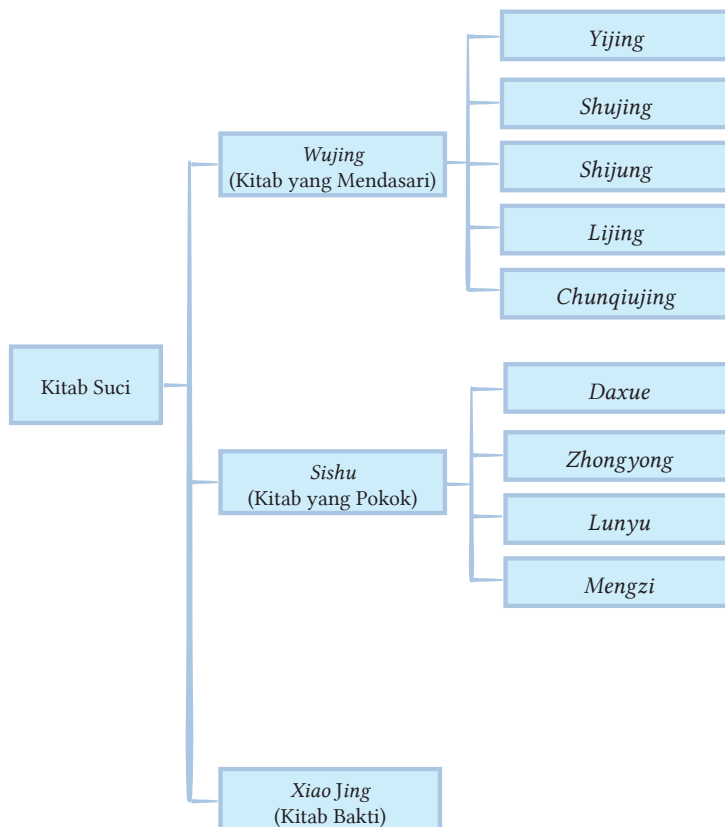 Kitab Suci
Wujing
(Kitab yang Mendasari)
Yijing
Shujing
Shijung
Lijing
Chunqiujing
Sishu
(Kitab yang Pokok)
Daxue
Zhongyong
Lunyu
Mengzi
Xiao Jing
(Kitab Bakti)